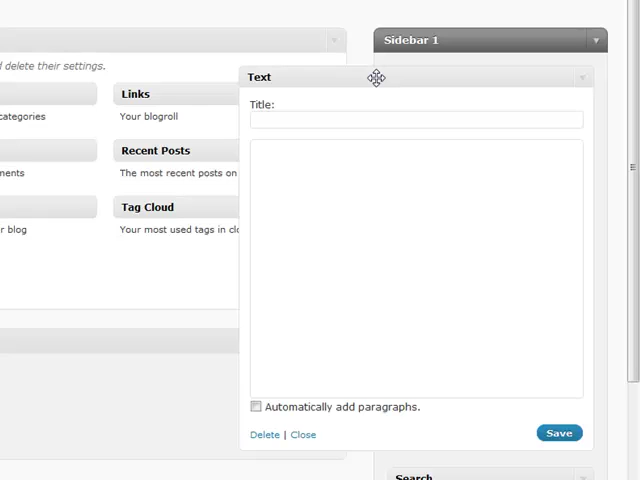 Sidebar 1
d delete their settings.
Text
Links
categories
Your blogroll
Title:
Recent Posts
ments
The most recent posts on
Tag Cloud
r blog
Your most used tags in clo
Automatically add paragraphs.
Delete | Close
Save
Search